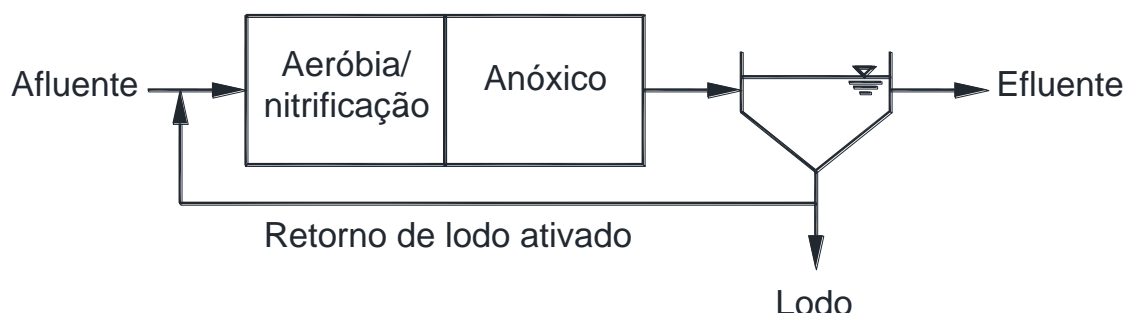 Afluente
Aeróbia/
nitrificação
Anóxico
Efluente
Retorno de lodo ativado
Lodo